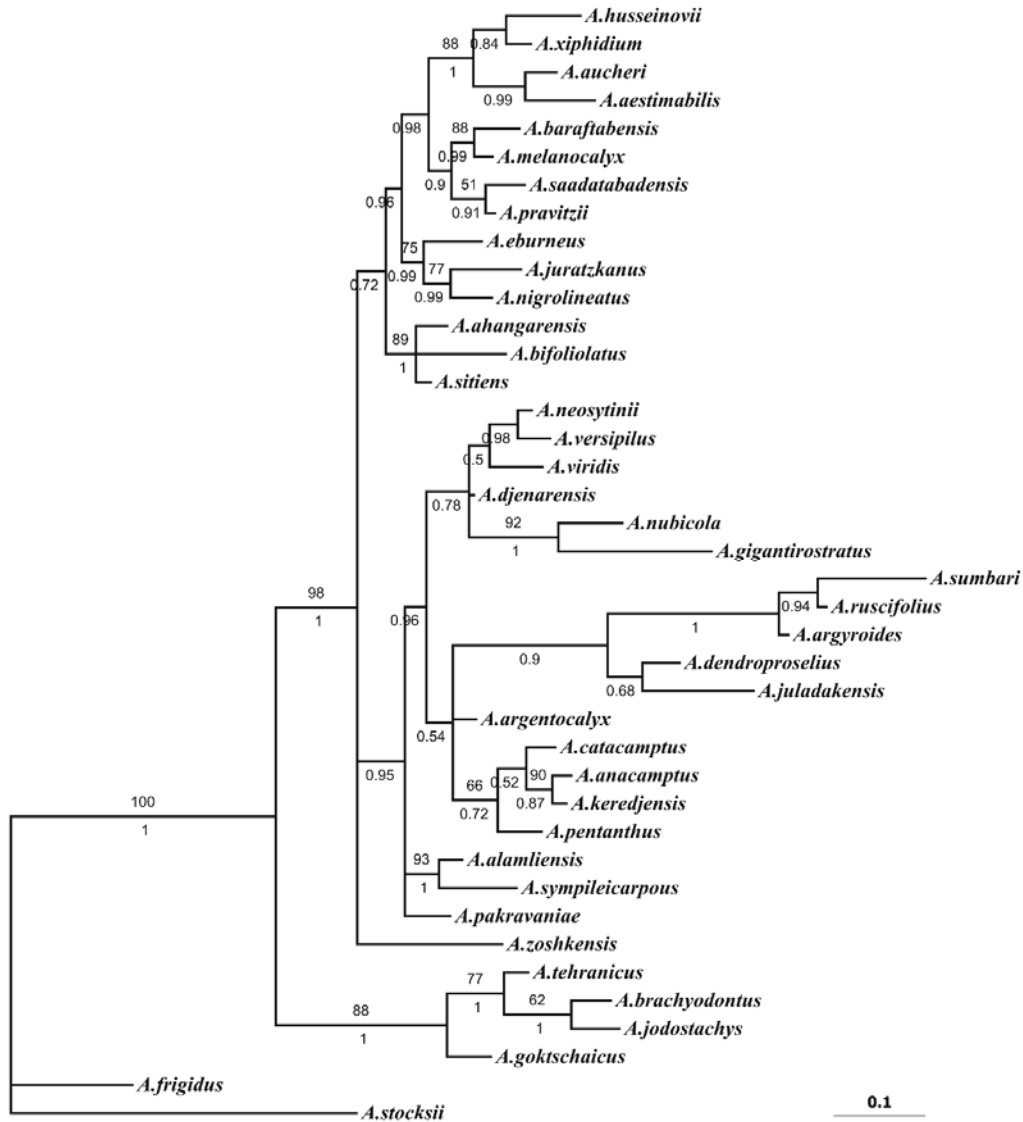 A.husseinovii
88
0.84
A.xiphidium
1
A.aucheri
0.99
A.aestimabilis
0.98
88
A.baraftabensis
0.99
A.melanocalyx
0.9
51
A.saadatabadensis
0.91
A.pravitzii
0.96
75
A.eburneus
0.99
77
A.juratzkanus
0.72
0.99
A.nigrolineatus
A.ahangarensis
89
A.bifoliolatus
1
A.sitiens
A.neosytinii
0.98
A.versipilus
0.5
A.viridis
A.djenarensis
0.78
92
A.nubicola
1
A.gigantirostratus
A.sumbari
98
0.94
A.ruscifolius
1
0.96
1
A.argyroides
0.9
A.dendroproselius
0.68
A.juladakensis
A.argentocalyx
0.54
A.catacamptus
0.95
66
0.52
90
A.anacamptus
0.72
0.87
A.keredjensis
100
1
A.pentanthus
93
A.alamliensis
1
A.sympileicarpous
A.pakravaniae
A.zoshkensis
77
A.tehranicus
88
1
62
A.brachyodontus
1
1
A.jodostachys
A.goktschaicus
A.frigidus
0.1
A.stocksii